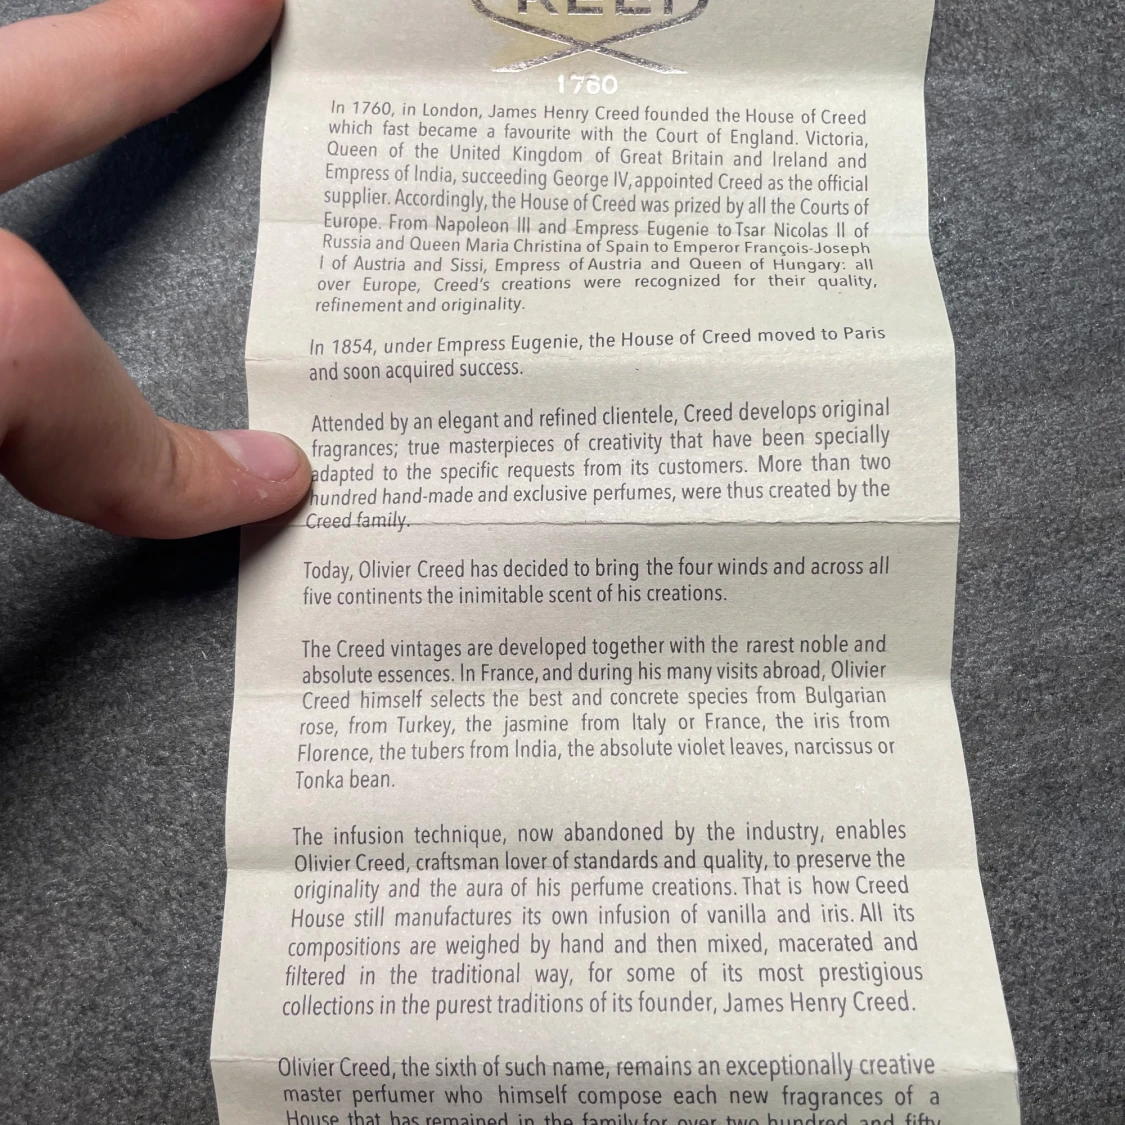 1760
In 1760, in London, James Henry Creed founded the House of Creed
which fast became a favourite with the Court of England. Victoria,
Queen of the United Kingdom of Great Britain and Ireland and
Empress of India, succeeding George IV, appointed Creed as the official
supplier. Accordingly, the House of Creed was prized by all the Courts of
Europe. From Napoleon III and Empress Eugenie to Tsar Nicolas II of
Russia and Queen Maria Christina of Spain to Emperor François-Joseph
I of Austria and Sissi, Empress of Austria and Queen of Hungary: all
over Europe, Creed's creations were recognized for their quality,
refinement and originality.
In 1854, under Empress Eugenie, the House of Creed moved to Paris
and soon acquired success.
Attended by an elegant and refined clientele, Creed develops original
fragrances; true masterpieces of creativity that have been specially
adapted to the specific requests from its customers. More than two
hundred hand-made and exclusive perfumes, were thus created by the
Creed family.
Today, Olivier Creed has decided to bring the four winds and across all
five continents the inimitable scent of his creations.
The Creed vintages are developed together with the rarest noble and
absolute essences. In France, and during his many visits abroad, Olivier
Creed himself selects the best and concrete species from Bulgarian
rose, from Turkey, the jasmine from Italy or France, the iris from
Florence, the tubers from India, the absolute violet leaves, narcissus or
Tonka bean.
The infusion technique, now abandoned by the industry, enables
Olivier Creed, craftsman lover of standards and quality, to preserve the
originality and the aura of his perfume creations. That is how Creed
House still manufactures its own infusion of vanilla and iris. All its
compositions are weighed by hand and then mixed, macerated and
filtered in the traditional way, for some of its most prestigious
collections in the purest traditions of its founder, James Henry Creed.
Olivier Creed, the sixth of such name, remains an exceptionally creative
master perfumer who himself compose each new fragrances of a
House that has remained in the family for over two hundred and fifty